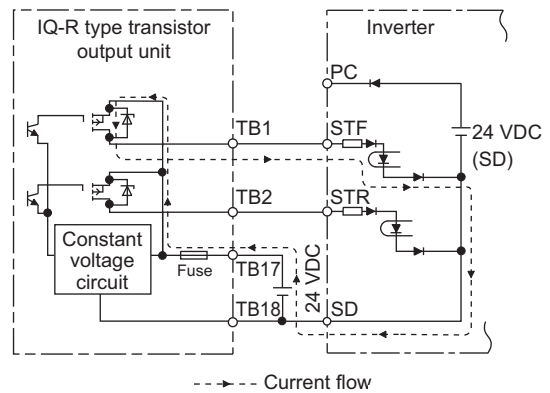 IQ-R type transistor
output unit
Inverter
PC
TB1
STF
24 VDC
(SD)
TB2
STR
Constant
voltage
circuit
Fuse
TB17
24 VDC
TB18
SD
Current flow